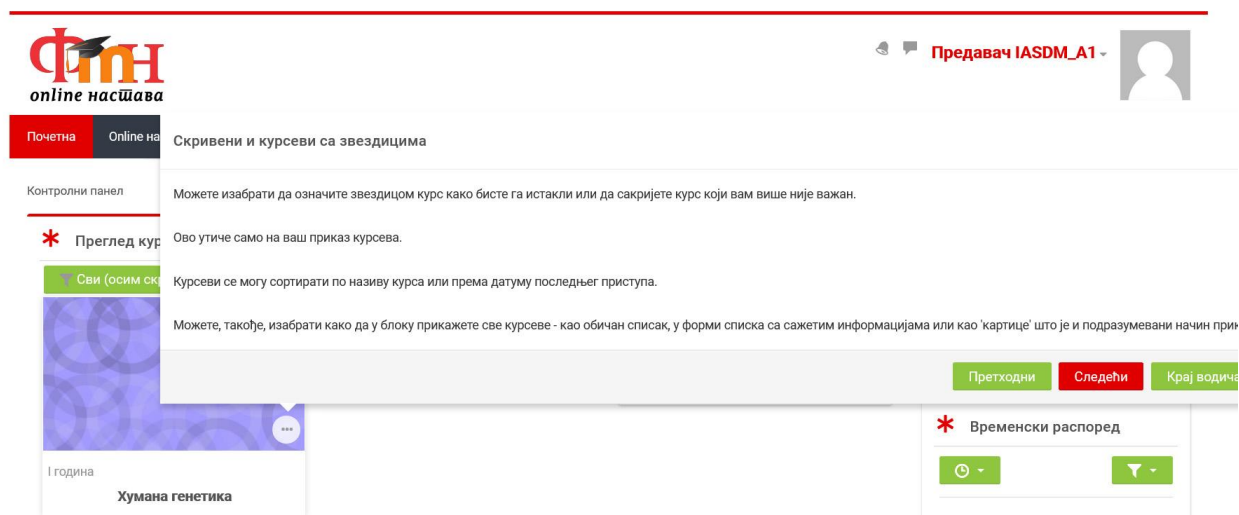 ФТН
online настава
Предавач IASDM_A1
Почетна
Online на
Скривени и курсеви са звездицима
Контролни панел
Можете изабрати да означите звездицом курс како бисте га истакли или да сакријете курс који вам више није важан.
Преглед кур
Ово утиче само на ваш приказ курсева.
Сви (осим скр
Курсеви се могу сортирати по називу курса или према датуму последњег приступа.
Можете, такође, изабрати како да у блоку прикажете све курсеве - као обичан списак, у форми списка са сажетим информацијама или као 'картице' што је и подразумевани начин прик
Претходни
Следећи
Крај водича
Временски распоред
I година
Хумана генетика